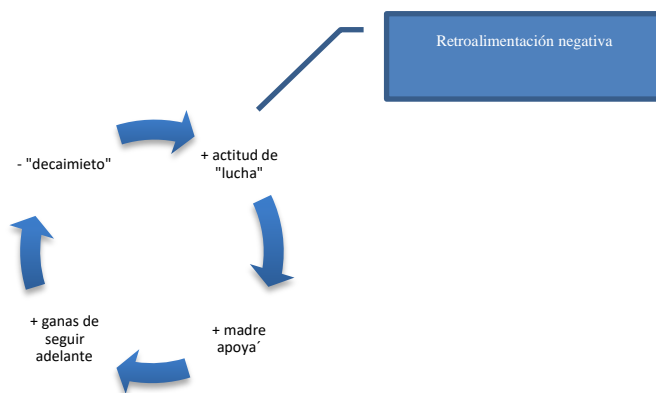 Retroalimentación negativa
- "decaimieto"
+ actitud de
"lucha"
+ ganas de
seguir
adelante
+ madre
apoya´